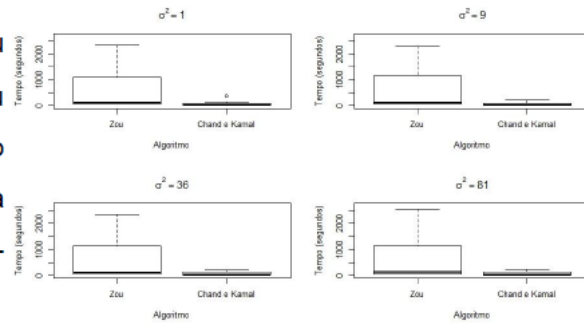 σ² = 1
Tempo (segundos)
0 1000 2000
Zou Chand e Kamal
Algoritmo
σ² = 9
Tempo (segundos)
0 1000 2000
Zou Chand e Kamal
Algoritmo
σ² = 36
Tempo (segundos)
0 1000 2000
Zou Chand e Kamal
Algoritmo
σ² = 81
Tempo (segundos)
0 1000 2000
Zou Chand e Kamal
Algoritmo